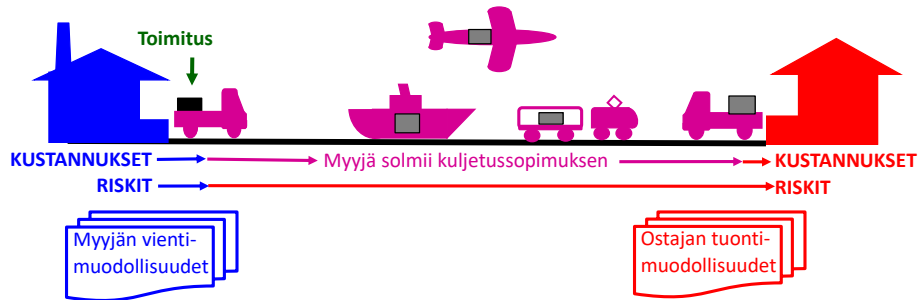 Toimitus
KUSTANNUKSET Myyjä solmii kuljetussopimuksen KUSTANNUKSET
RISKIT RISKIT
Myyjän vienti-
muodollisuudet
Ostajan tuonti-
muodollisuudet